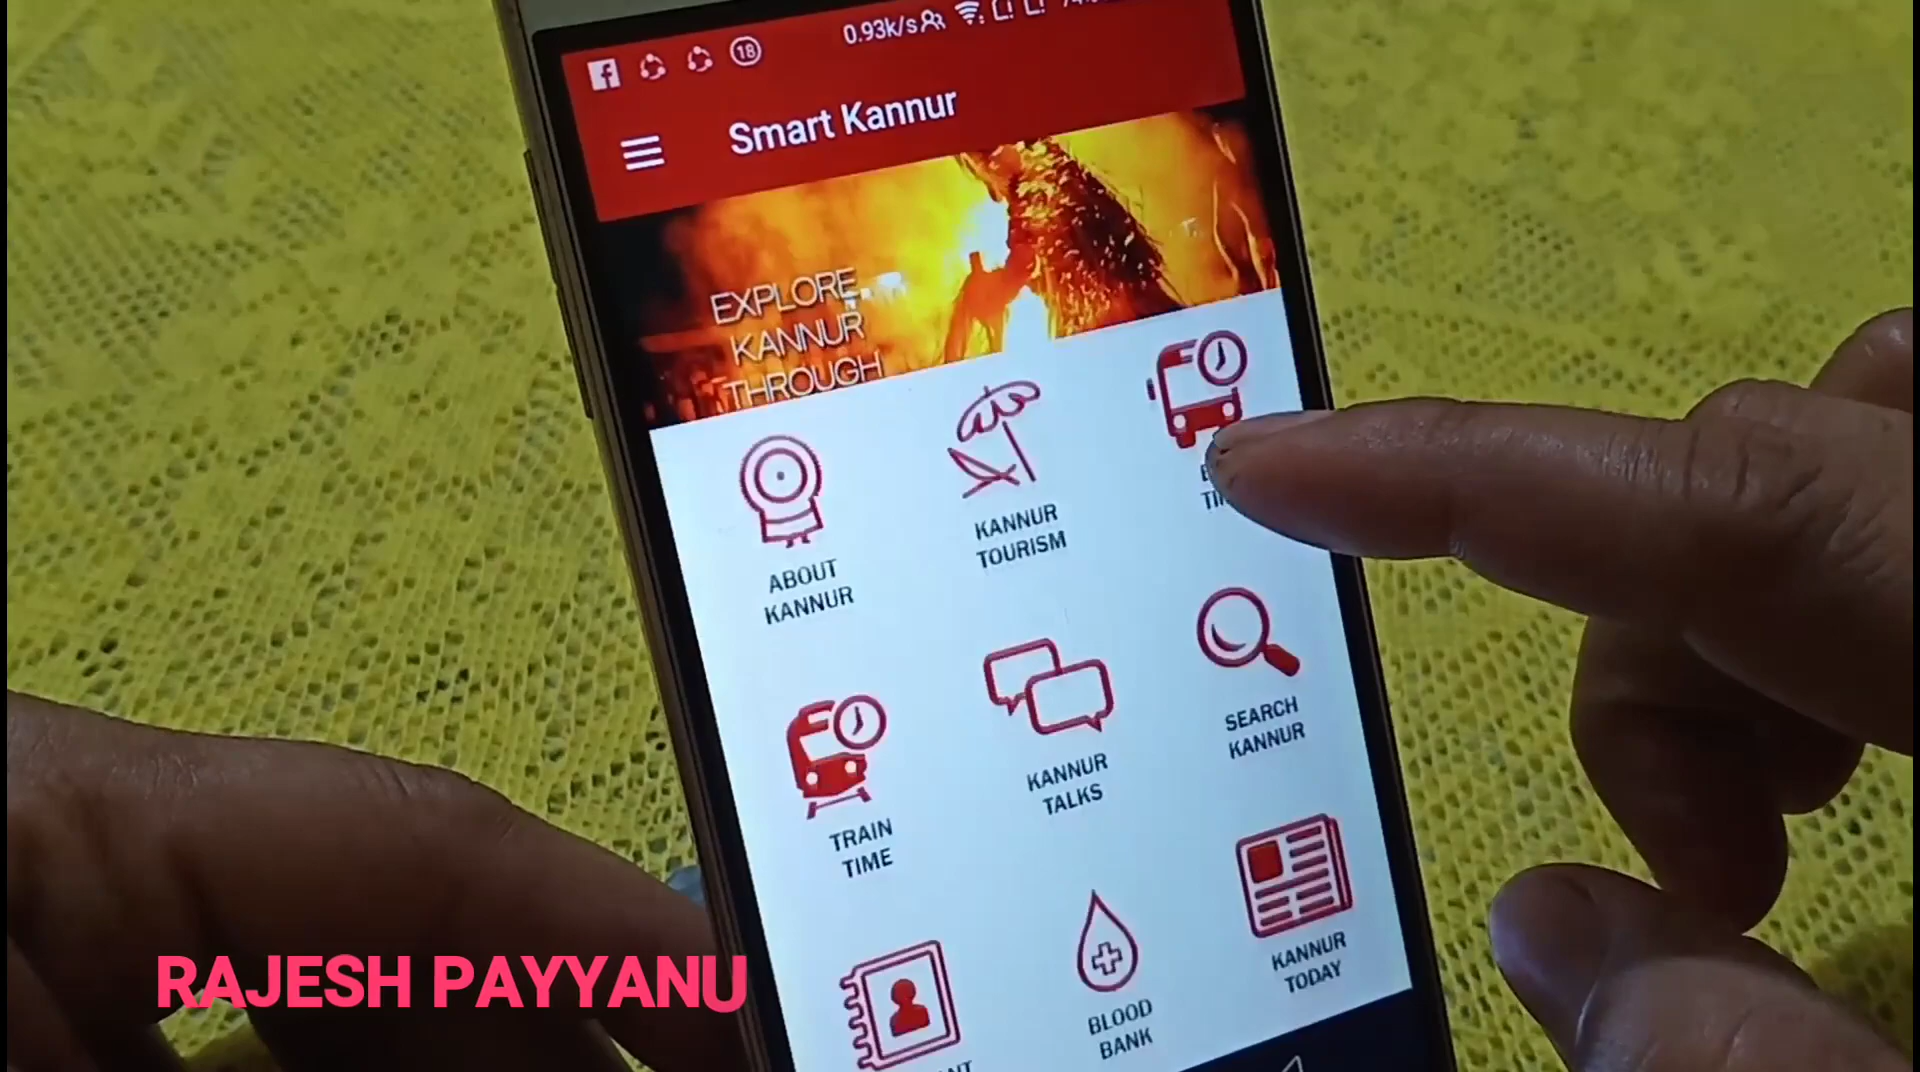 0.93k/s
18
Smart Kannur
EXPLORE
KANNUR
THROUGH
ABOUT
KANNUR
KANNUR
TOURISM
TRAIN
TIME
KANNUR
TALKS
SEARCH
KANNUR
BLOOD
BANK
KANNUR
TODAY
RAJESH PAYYANU